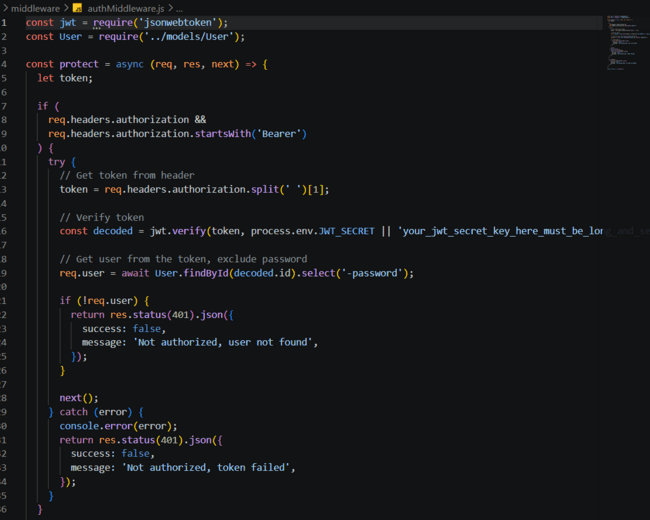 > middleware > JS authMiddleware.js > ...
1 const jwt = require('jsonwebtoken');
2 const User = require('../models/User');
3
4 const protect = async (req, res, next) => {
5 let token;
6
7 if (
8 req.headers.authorization &&
9 req.headers.authorization.startsWith('Bearer')
10 ) {
11 try {
12 // Get token from header
13 token = req.headers.authorization.split(' ')[1];
14
15 // Verify token
16 const decoded = jwt.verify(token, process.env.JWT_SECRET || 'your_jwt_secret_key_here_must_be_long_and_se
17
18 // Get user from the token, exclude password
19 req.user = await User.findById(decoded.id).select('-password');
20
21 if (!req.user) {
22 return res.status(401).json({
23 success: false,
24 message: 'Not authorized, user not found',
25 });
26 }
27
28 next();
29 } catch (error) {
30 console.error(error);
31 return res.status(401).json({
32 success: false,
33 message: 'Not authorized, token failed',
34 });
35 }
36 }